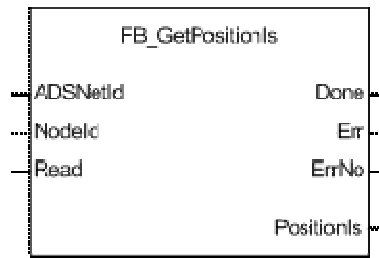 FB_GetPositionIs
ADSNetId Done
NodeId Err
Read ErrNo
PositionIs